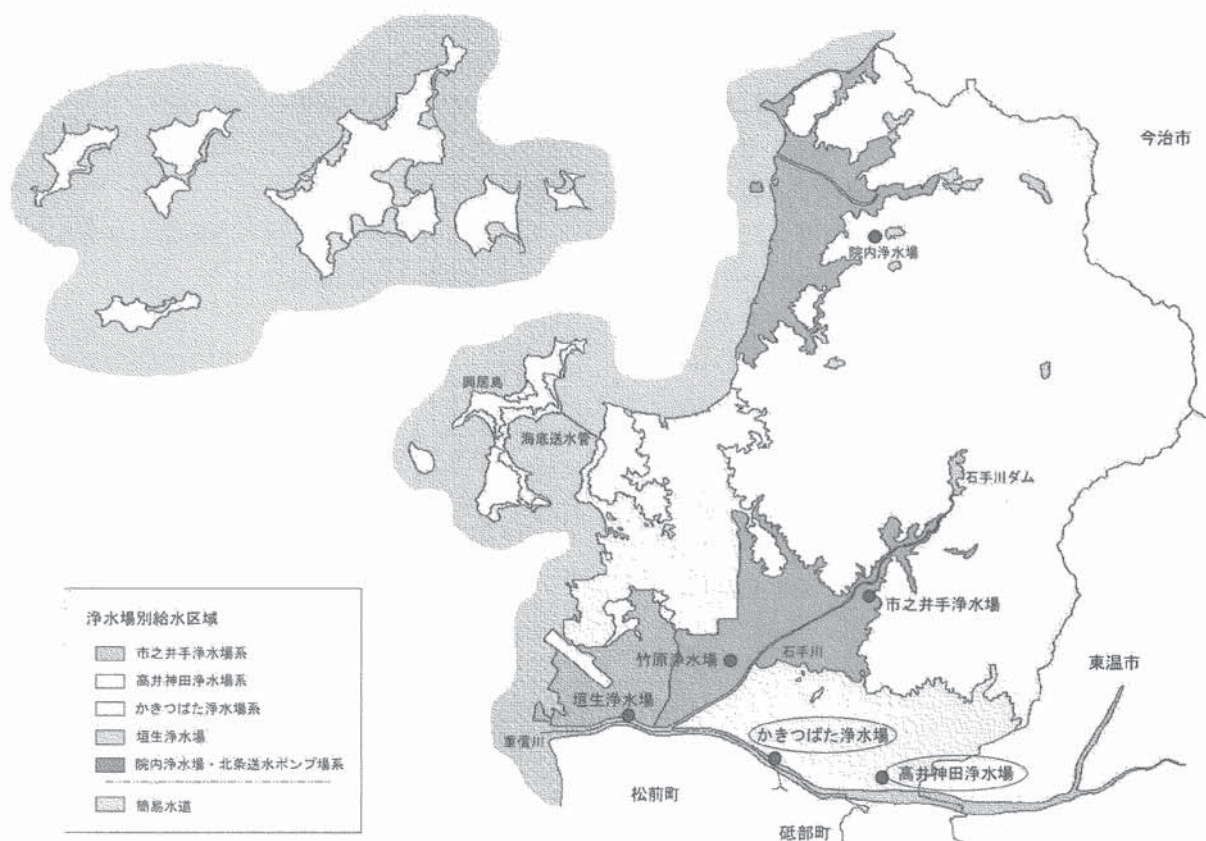 今治市
院内浄水場
興居島
海底送水管
石手川ダム
市之井手浄水場
石手川
竹原浄水場
東温市
垣生浄水場
かきつばた浄水場
重信川
高井神田浄水場
松前町
砥部町
浄水場別給水区域
市之井手浄水場系
高井神田浄水場系
かきつばた浄水場系
垣生浄水場
院内浄水場・北条送水ポンプ場系
簡易水道